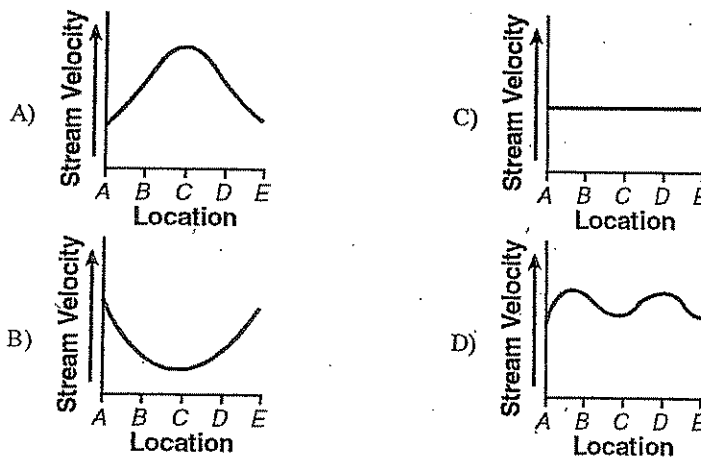 A)
Stream Velocity
A B C D E
Location
B)
Stream Velocity
A B C D E
Location
C)
Stream Velocity
A B C D E
Location
D)
Stream Velocity
A B C D E
Location